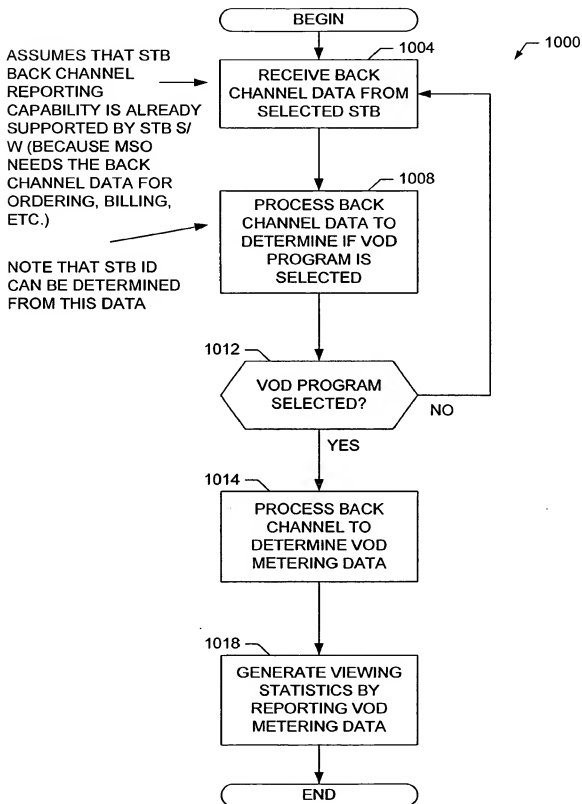 BEGIN
1000
ASSUMES THAT STB
BACK CHANNEL
REPORTING
CAPABILITY IS ALREADY
SUPPORTED BY STB S/
W (BECAUSE MSO
NEEDS THE BACK
CHANNEL DATA FOR
ORDERING, BILLING,
ETC.)
1004
RECEIVE BACK
CHANNEL DATA FROM
SELECTED STB
NOTE THAT STB ID
CAN BE DETERMINED
FROM THIS DATA
1008
PROCESS BACK
CHANNEL DATA TO
DETERMINE IF VOD
PROGRAM IS
SELECTED
1012
VOD PROGRAM
SELECTED?
NO
YES
1014
PROCESS BACK
CHANNEL TO
DETERMINE VOD
METERING DATA
1018
GENERATE VIEWING
STATISTICS BY
REPORTING VOD
METERING DATA
END